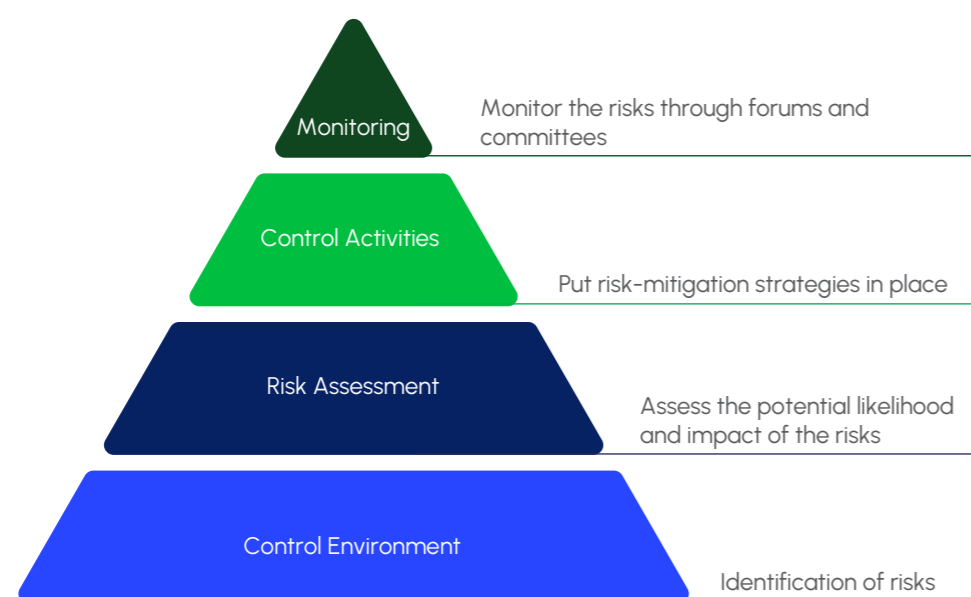 Monitoring
Monitor the risks through forums and
committees
Control Activities
Put risk-mitigation strategies in place
Risk Assessment
Assess the potential likelihood
and impact of the risks
Control Environment
Identification of risks